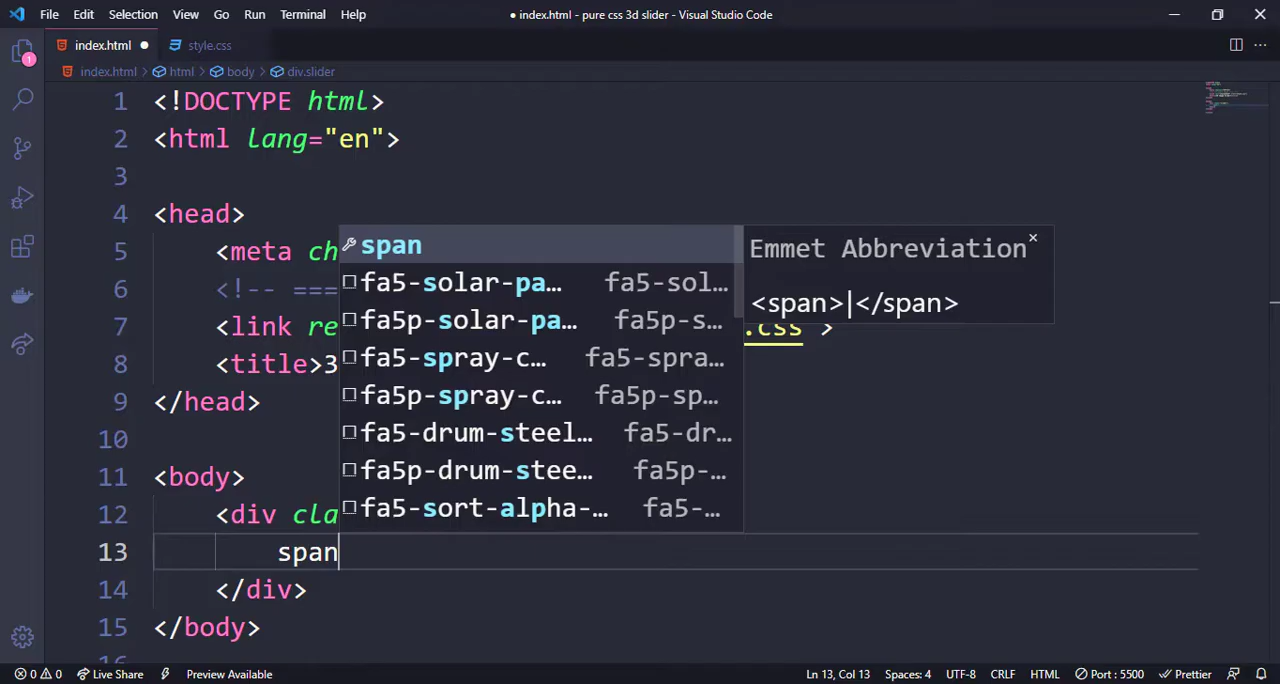 File Edit Selection View Go Run Terminal Help
● index.html - pure css 3d slider - Visual Studio Code
index.html ●
style.css
index.html > html > body > div.slider
1
1 <!DOCTYPE html>
2 <html lang="en">
3
4 <head>
5 <meta ch
6 <!-- ===
7 <link re .css">
8 <title>3
9 </head>
10
11 <body>
12 <div cla
13 span
14 </div>
15 </body>
16
span
fa5-solar-pa… fa5-sol…
fa5p-solar-pa… fa5p-s…
fa5-spray-c… fa5-spra…
fa5p-spray-c… fa5p-sp…
fa5-drum-steel… fa5-dr…
fa5p-drum-stee… fa5p-…
fa5-sort-alpha-… fa5-…
Emmet Abbreviation
<span>|</span>
0 0 Live Share Preview Available Ln 13, Col 13 Spaces: 4 UTF-8 CRLF HTML Port : 5500 Prettier